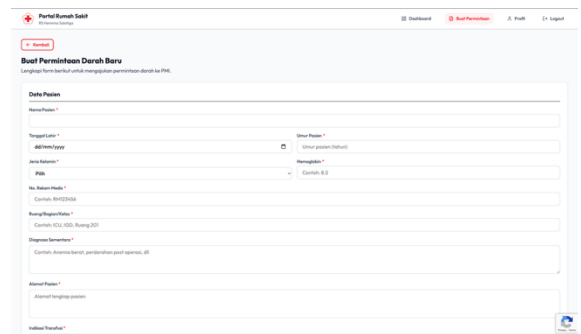 Portal Rumah Sakit
RS Hermina Salatiga
Dashboard
Buat Permintaan
Profil
Logout
Kembali
Buat Permintaan Darah Baru
Lengkapi form berikut untuk mengajukan permintaan darah ke PMI.
Data Pasien
Nama Pasien *
Tanggal Lahir *
Umur Pasien *
dd/mm/yyyy
Umur pasien (tahun)
Jenis Kelamin *
Hemoglobin *
Pilih
Contoh: 8.5
No. Rekam Medis *
Contoh: RM123456
Ruang/Bagian/Kelas *
Contoh: ICU, IGD, Ruang 201
Diagnosa Sementara *
Contoh: Anemia berat, perdarahan post operasi, dll
Alamat Pasien *
Alamat lengkap pasien
Indikasi Transfusi *